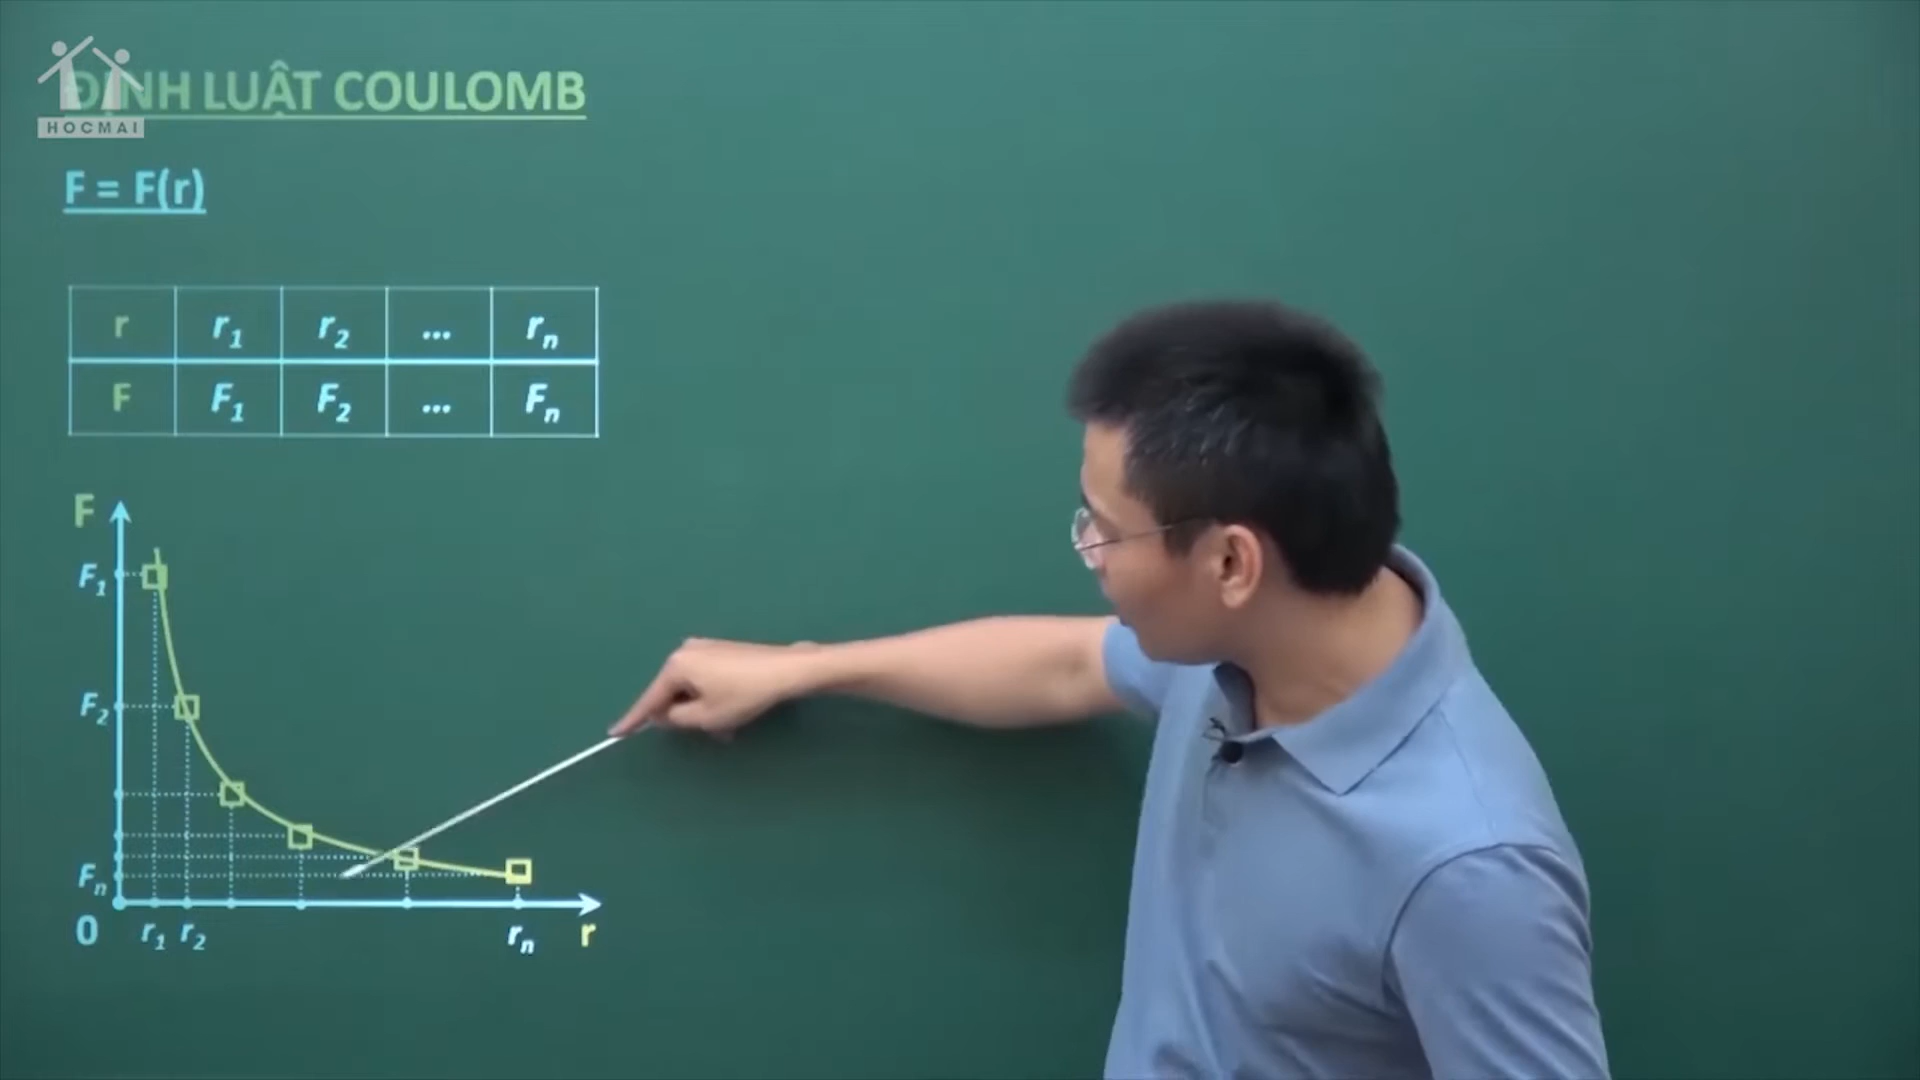 ĐỊNH LUẬT COULOMB
HOCMAI
F = F(r)
r r₁ r₂ ... rₙ
F F₁ F₂ ... Fₙ
F
F₁
F₂
Fₙ
0 r₁ r₂ rₙ r